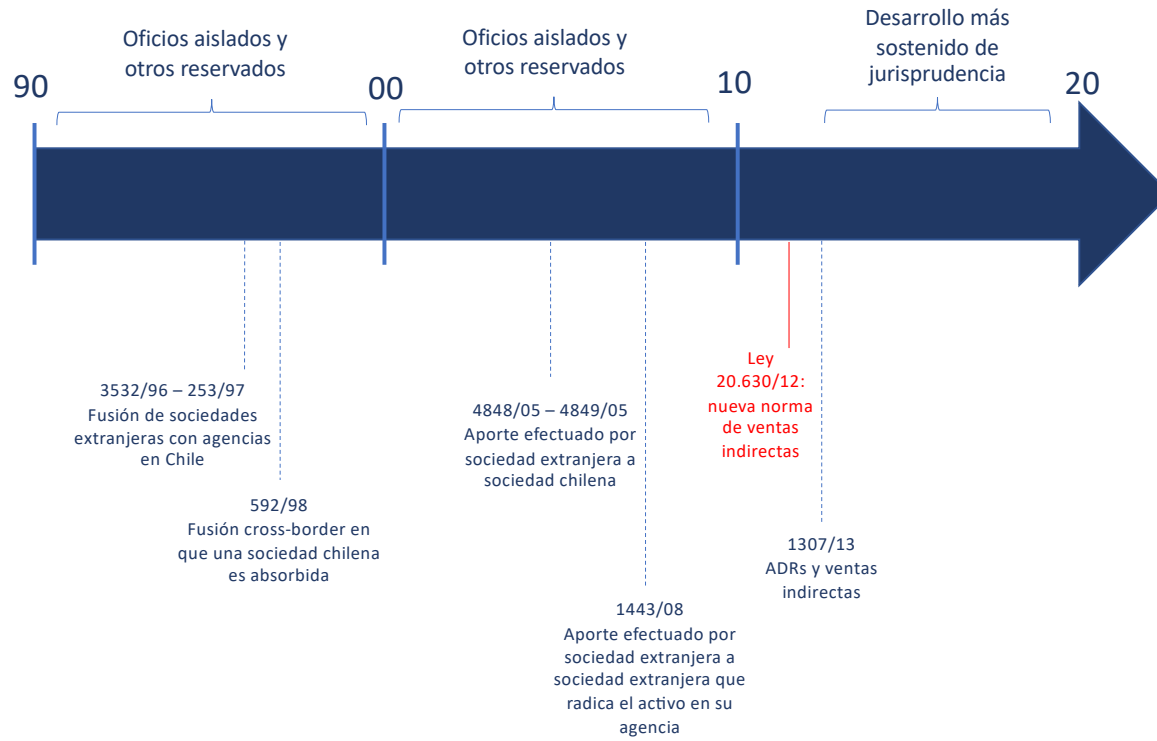 90
Oficios aislados y
otros reservados
00
Oficios aislados y
otros reservados
10
Desarrollo más
sostenido de
jurisprudencia
20
3532/96 – 253/97
Fusión de sociedades
extranjeras con agencias
en Chile
592/98
Fusión cross-border en
que una sociedad chilena
es absorbida
4848/05 – 4849/05
Aporte efectuado por
sociedad extranjera a
sociedad chilena
1443/08
Aporte efectuado por
sociedad extranjera a
sociedad extranjera que
radica el activo en su
agencia
Ley
20.630/12:
nueva norma
de ventas
indirectas
1307/13
ADRs y ventas
indirectas